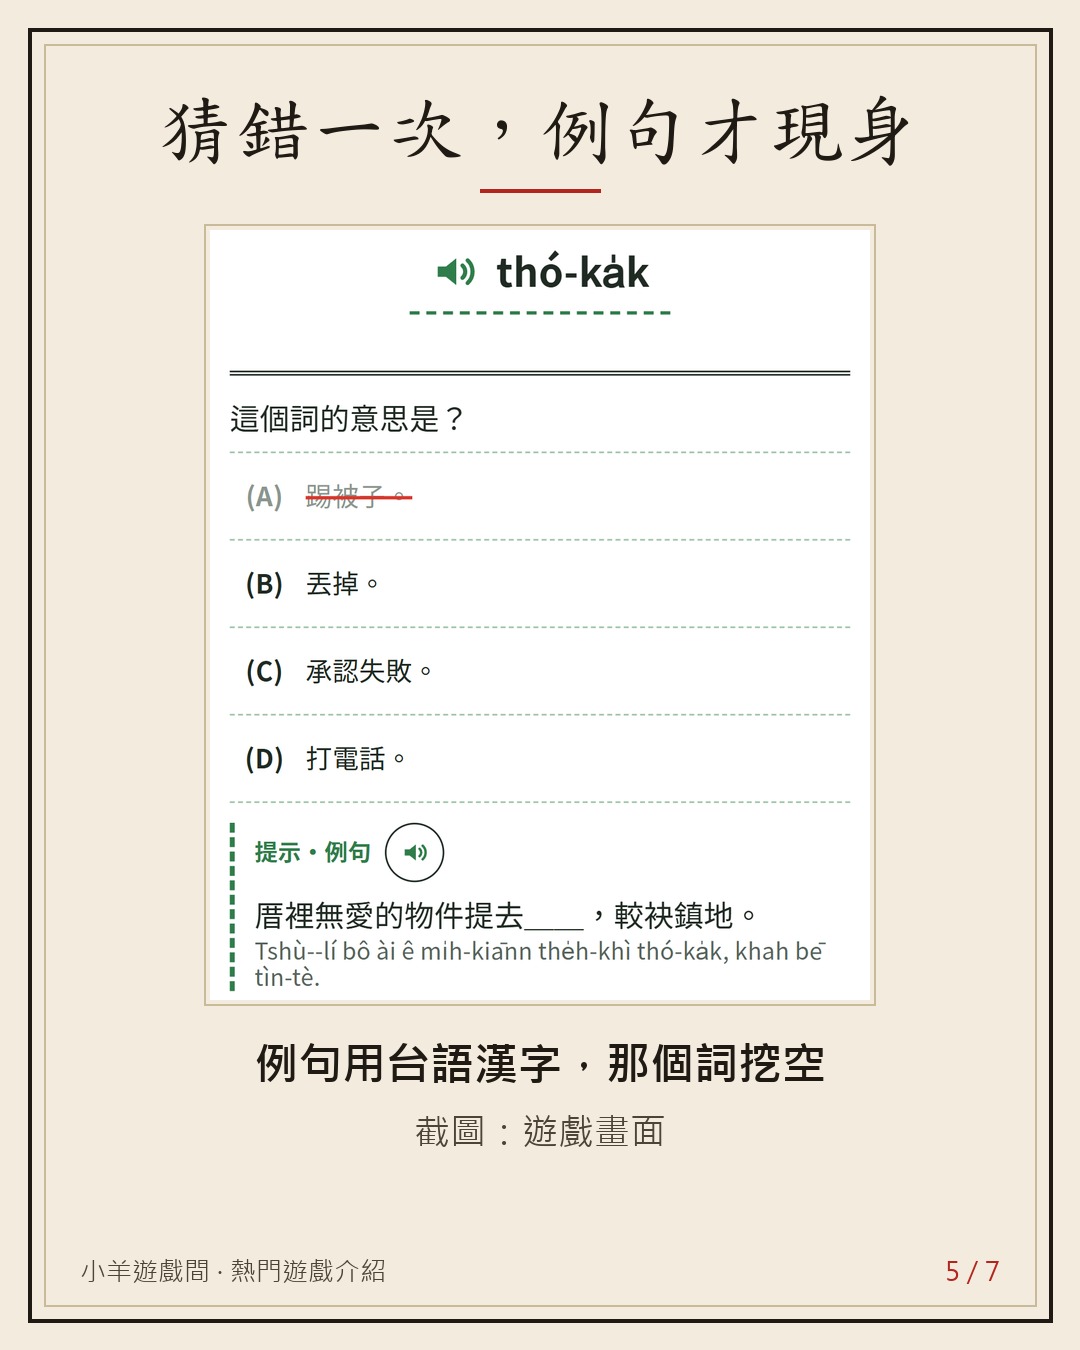 猜錯一次，例句才現身
thó-ka̍k
這個詞的意思是？
(A) 踢被子。
(B) 丟掉。
(C) 承認失敗。
(D) 打電話。
提示・例句
厝裡無愛的物件提去____，較袂鎮地。
Tshù--lí bô ài ê mi̍h-kiānn the̍h-khì thó-ka̍k, khah bē
tìn-tè.
例句用台語漢字，那個詞挖空
截圖：遊戲畫面
小羊遊戲間 · 熱門遊戲介紹
5 / 7